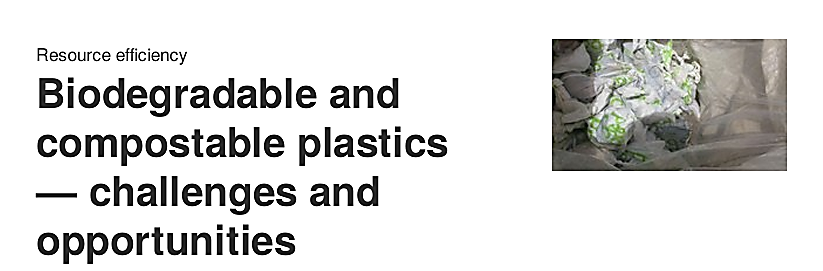 Resource efficiency
Biodegradable and
compostable plastics
— challenges and
opportunities